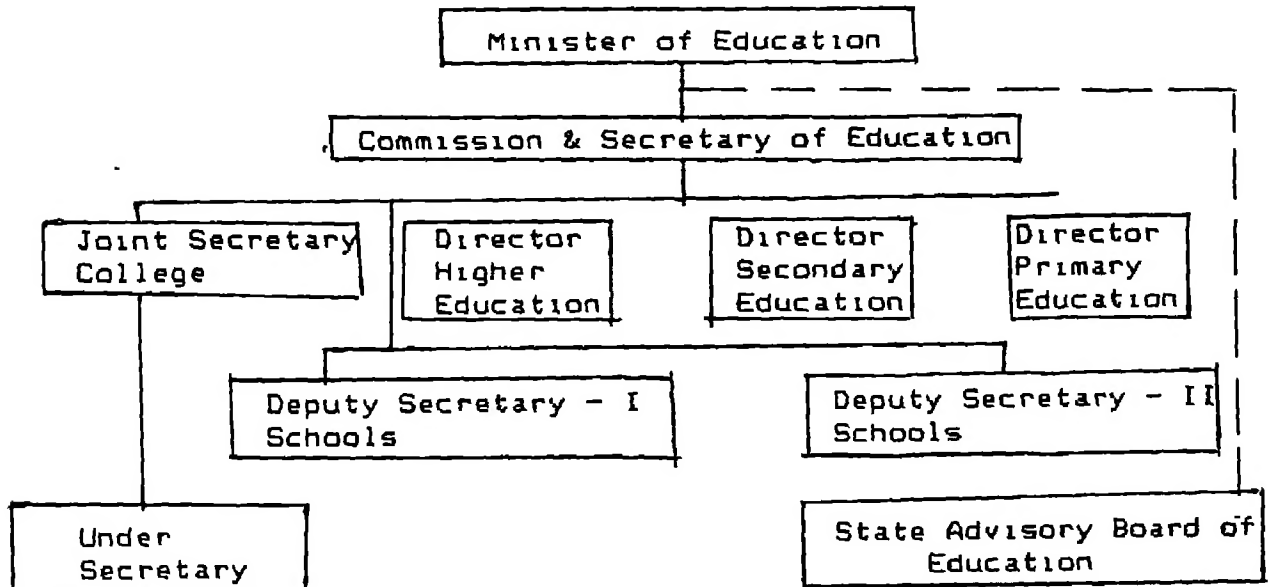 Minister of Education
Commission & Secretary of Education
Joint Secretary
College
Director
Higher
Education
Director
Secondary
Education
Director
Primary
Education
Deputy Secretary - I
Schools
Deputy Secretary - II
Schools
Under
Secretary
State Advisory Board of
Education